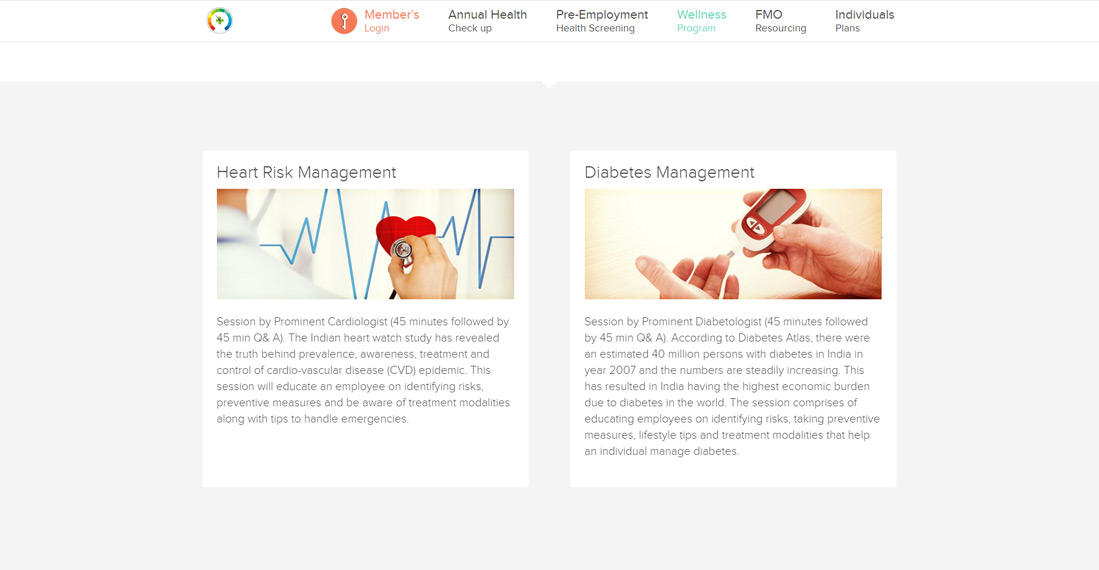 Member's
Login
Annual Health
Check up
Pre-Employment
Health Screening
Wellness
Program
FMO
Resourcing
Individuals
Plans
Heart Risk Management
Session by Prominent Cardiologist (45 minutes followed by
45 min Q& A). The Indian heart watch study has revealed
the truth behind prevalence, awareness, treatment and
control of cardio-vascular disease (CVD) epidemic. This
session will educate an employee on identifying risks,
preventive measures and be aware of treatment modalities
along with tips to handle emergencies.
Diabetes Management
Session by Prominent Diabetologist (45 minutes followed
by 45 min Q& A). According to Diabetes Atlas, there were
an estimated 40 million persons with diabetes in India in
year 2007 and the numbers are steadily increasing. This
has resulted in India having the highest economic burden
due to diabetes in the world. The session comprises of
educating employees on identifying risks, taking preventive
measures, lifestyle tips and treatment modalities that help
an individual manage diabetes.